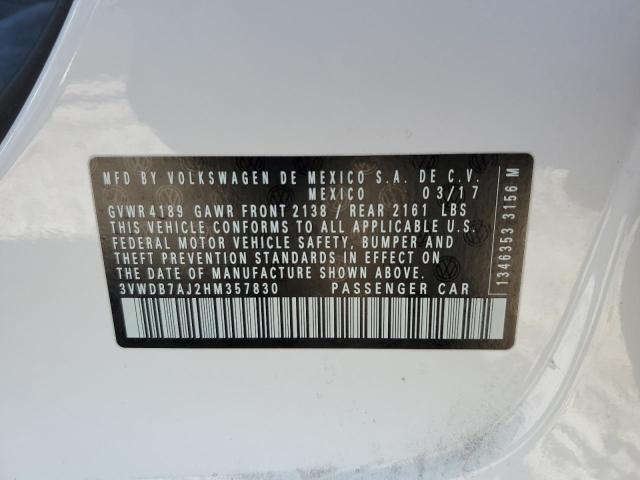 MFD BY VOLKSWAGEN DE MEXICO S.A. DE C.V.
MEXICO 03/17
GVWR 4189 GAWR FRONT 2138 / REAR 2161 LBS
THIS VEHICLE CONFORMS TO ALL APPLICABLE U.S.
FEDERAL MOTOR VEHICLE SAFETY, BUMPER AND
THEFT PREVENTION STANDARDS IN EFFECT ON
THE DATE OF MANUFACTURE SHOWN ABOVE.
3VWDB7AJ2HM357830 PASSENGER CAR
1346353 3156 M